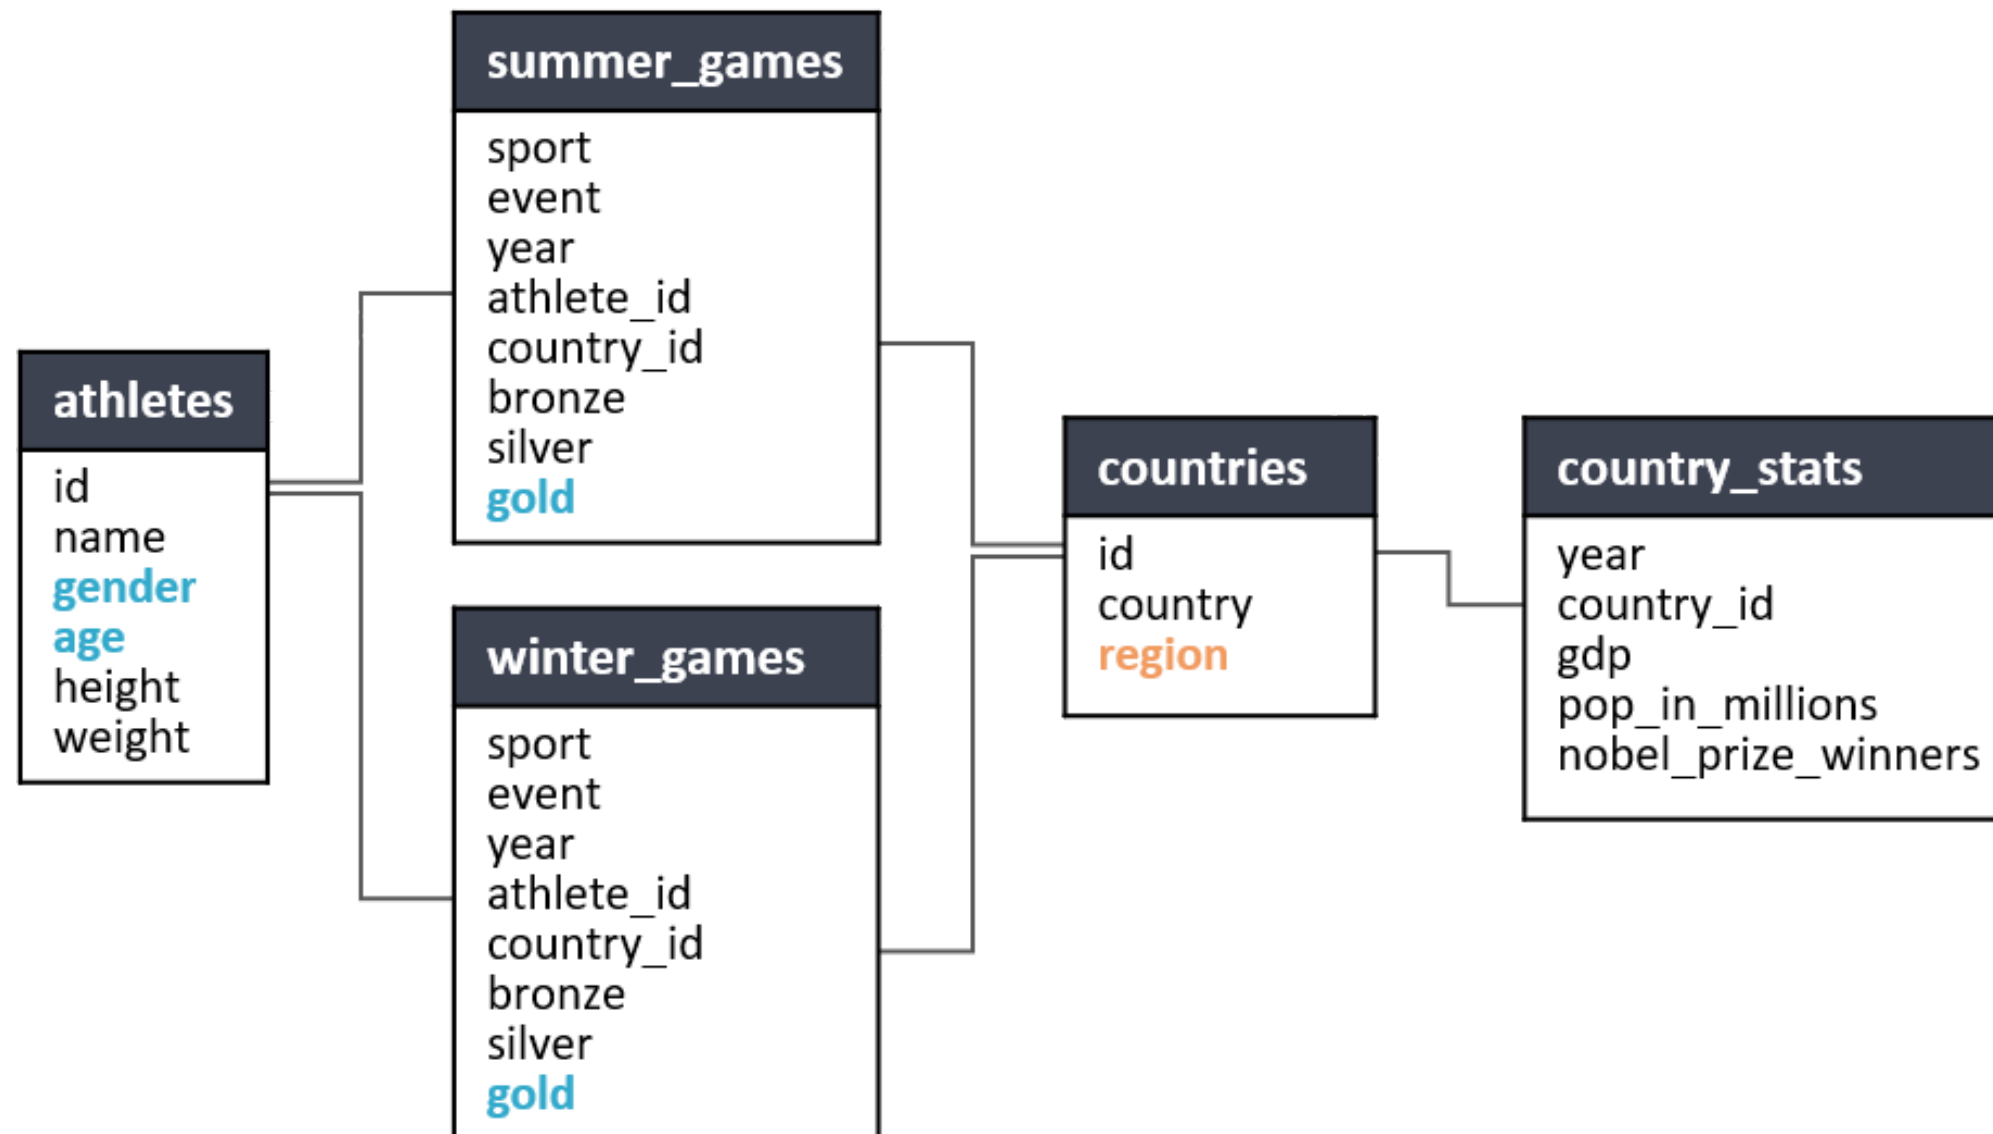 athletes
id
name
gender
age
height
weight
summer_games
sport
event
year
athlete_id
country_id
bronze
silver
gold
winter_games
sport
event
year
athlete_id
country_id
bronze
silver
gold
countries
id
country
region
country_stats
year
country_id
gdp
pop_in_millions
nobel_prize_winners